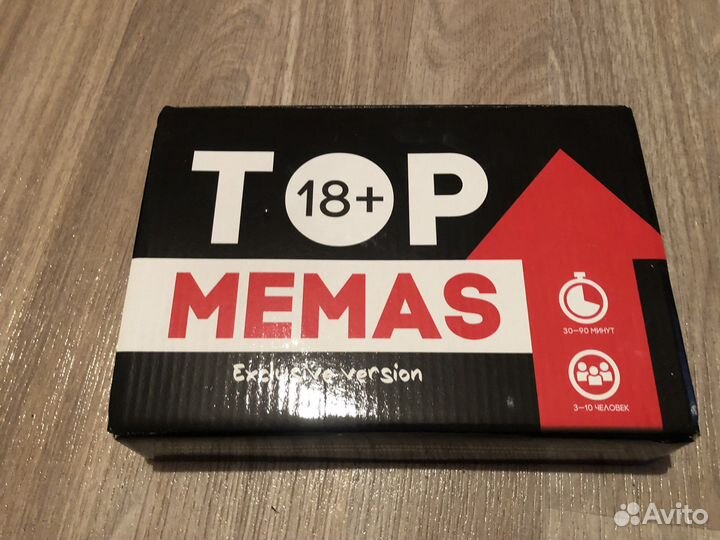 TOP
18+
MEMAS
Exclusive version
30–90 МИНУТ
3–10 ЧЕЛОВЕК
Avito